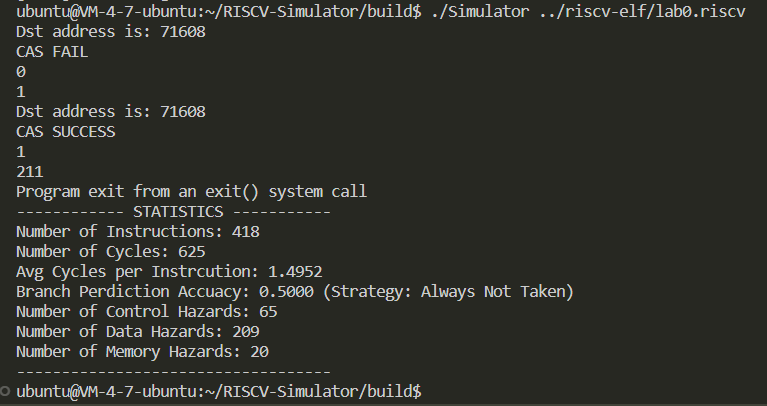 ubuntu@VM-4-7-ubuntu:~/RISCV-Simulator/build$ ./Simulator ../riscv-elf/lab0.riscv
Dst address is: 71608
CAS FAIL
0
1
Dst address is: 71608
CAS SUCCESS
1
211
Program exit from an exit() system call
------------ STATISTICS -----------
Number of Instructions: 418
Number of Cycles: 625
Avg Cycles per Instrcution: 1.4952
Branch Perdiction Accuacy: 0.5000 (Strategy: Always Not Taken)
Number of Control Hazards: 65
Number of Data Hazards: 209
Number of Memory Hazards: 20
-----------------------------------
ubuntu@VM-4-7-ubuntu:~/RISCV-Simulator/build$